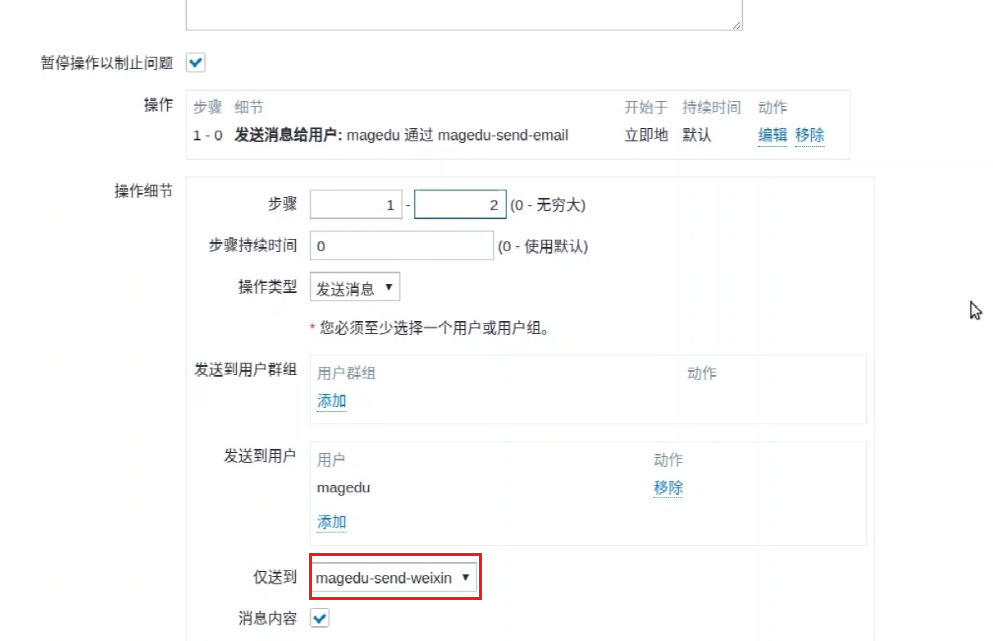 暂停操作以制止问题
操作 步骤 细节 开始于 持续时间 动作
1 - 0 发送消息给用户: magedu 通过 magedu-send-email 立即地 默认 编辑 移除
操作细节
步骤 1 - 2 (0 - 无穷大)
步骤持续时间 0 (0 - 使用默认)
操作类型 发送消息
* 您必须至少选择一个用户或用户组。
发送到用户群组 用户群组 动作
添加
发送到用户 用户 动作
magedu 移除
添加
仅送到 magedu-send-weixin
消息内容